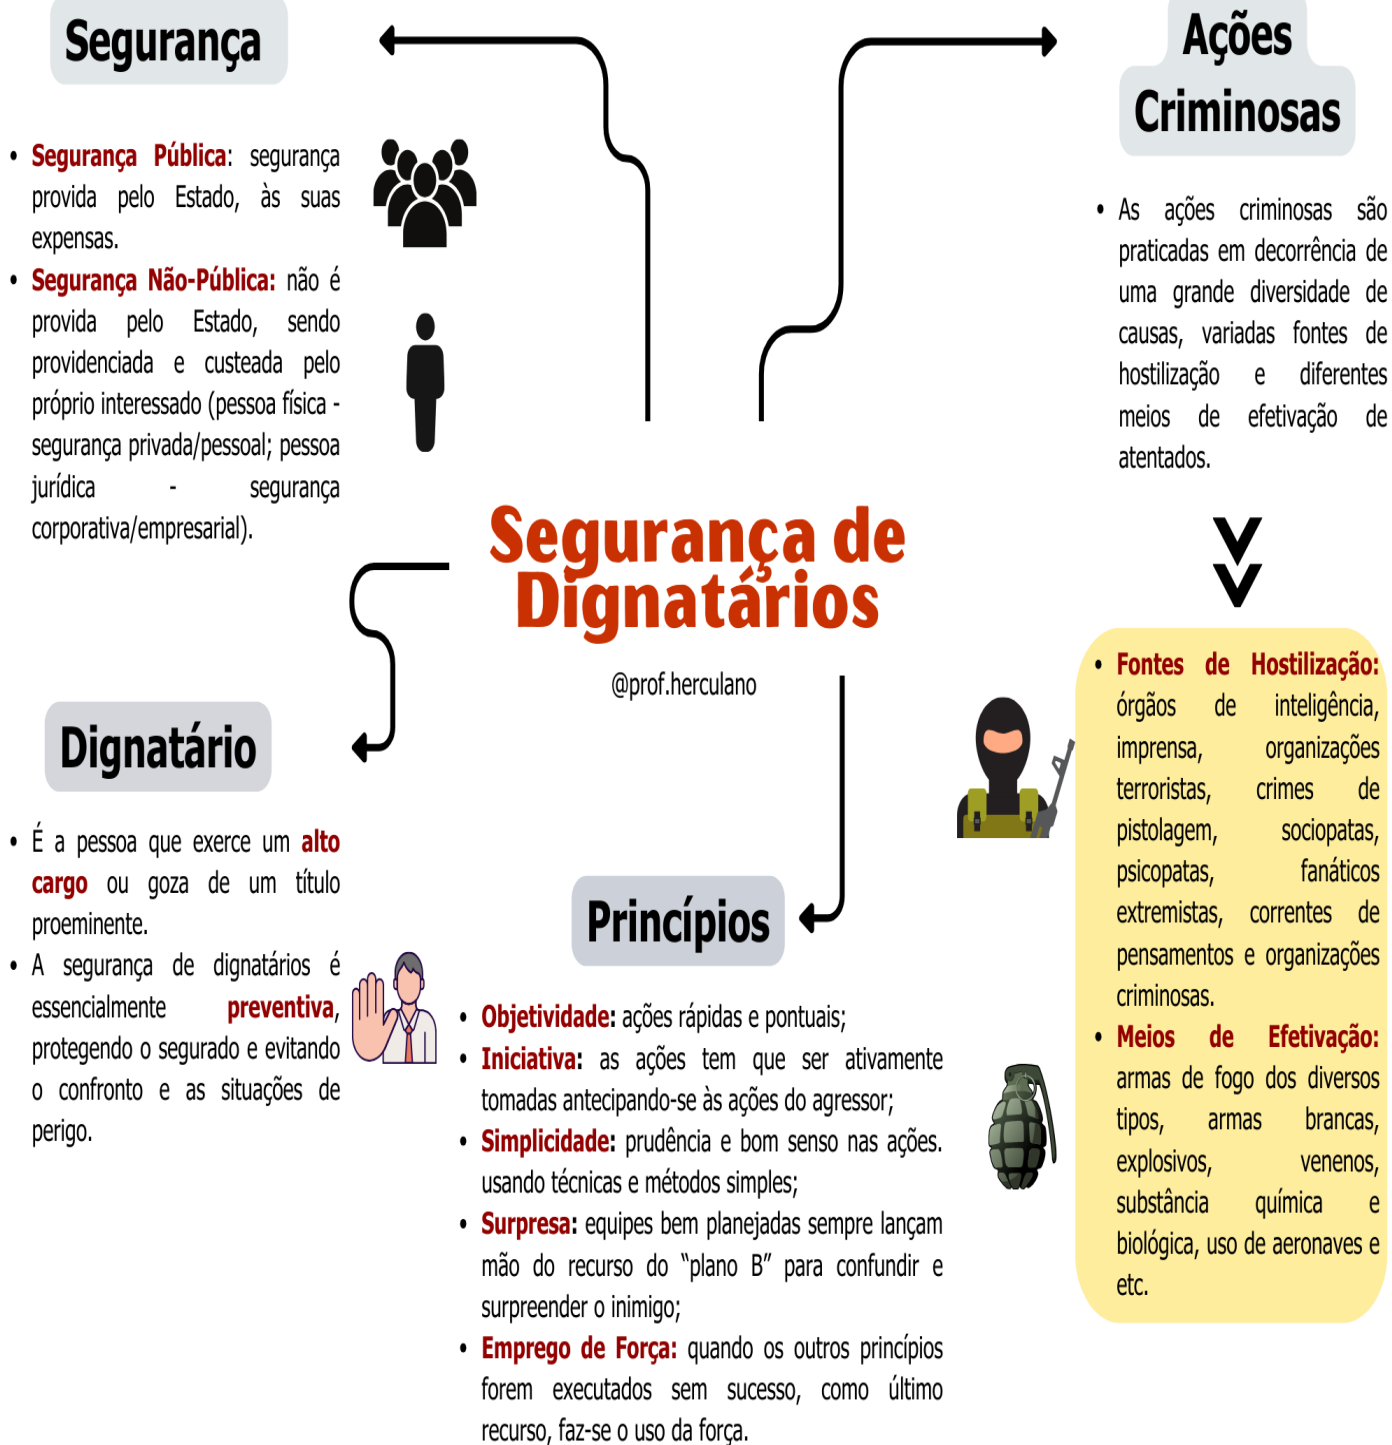 Segurança
• Segurança Pública: segurança
provida pelo Estado, às suas
expensas.
• Segurança Não-Pública: não é
provida pelo Estado, sendo
providenciada e custeada pelo
próprio interessado (pessoa física -
segurança privada/pessoal; pessoa
jurídica - segurança
corporativa/empresarial).
Ações
Criminosas
• As ações criminosas são
praticadas em decorrência de
uma grande diversidade de
causas, variadas fontes de
hostilização e diferentes
meios de efetivação de
atentados.
Segurança de
Dignatários
@prof.herculano
Dignatário
• É a pessoa que exerce um alto
cargo ou goza de um título
proeminente.
• A segurança de dignatários é
essencialmente preventiva,
protegendo o segurado e evitando
o confronto e as situações de
perigo.
Princípios
• Objetividade: ações rápidas e pontuais;
• Iniciativa: as ações tem que ser ativamente
tomadas antecipando-se às ações do agressor;
• Simplicidade: prudência e bom senso nas ações.
usando técnicas e métodos simples;
• Surpresa: equipes bem planejadas sempre lançam
mão do recurso do “plano B” para confundir e
surpreender o inimigo;
• Emprego de Força: quando os outros princípios
forem executados sem sucesso, como último
recurso, faz-se o uso da força.
• Fontes de Hostilização:
órgãos de inteligência,
imprensa, organizações
terroristas, crimes de
pistolagem, sociopatas,
psicopatas, fanáticos
extremistas, correntes de
pensamentos e organizações
criminosas.
• Meios de Efetivação:
armas de fogo dos diversos
tipos, armas brancas,
explosivos, venenos,
substância química e
biológica, uso de aeronaves e
etc.